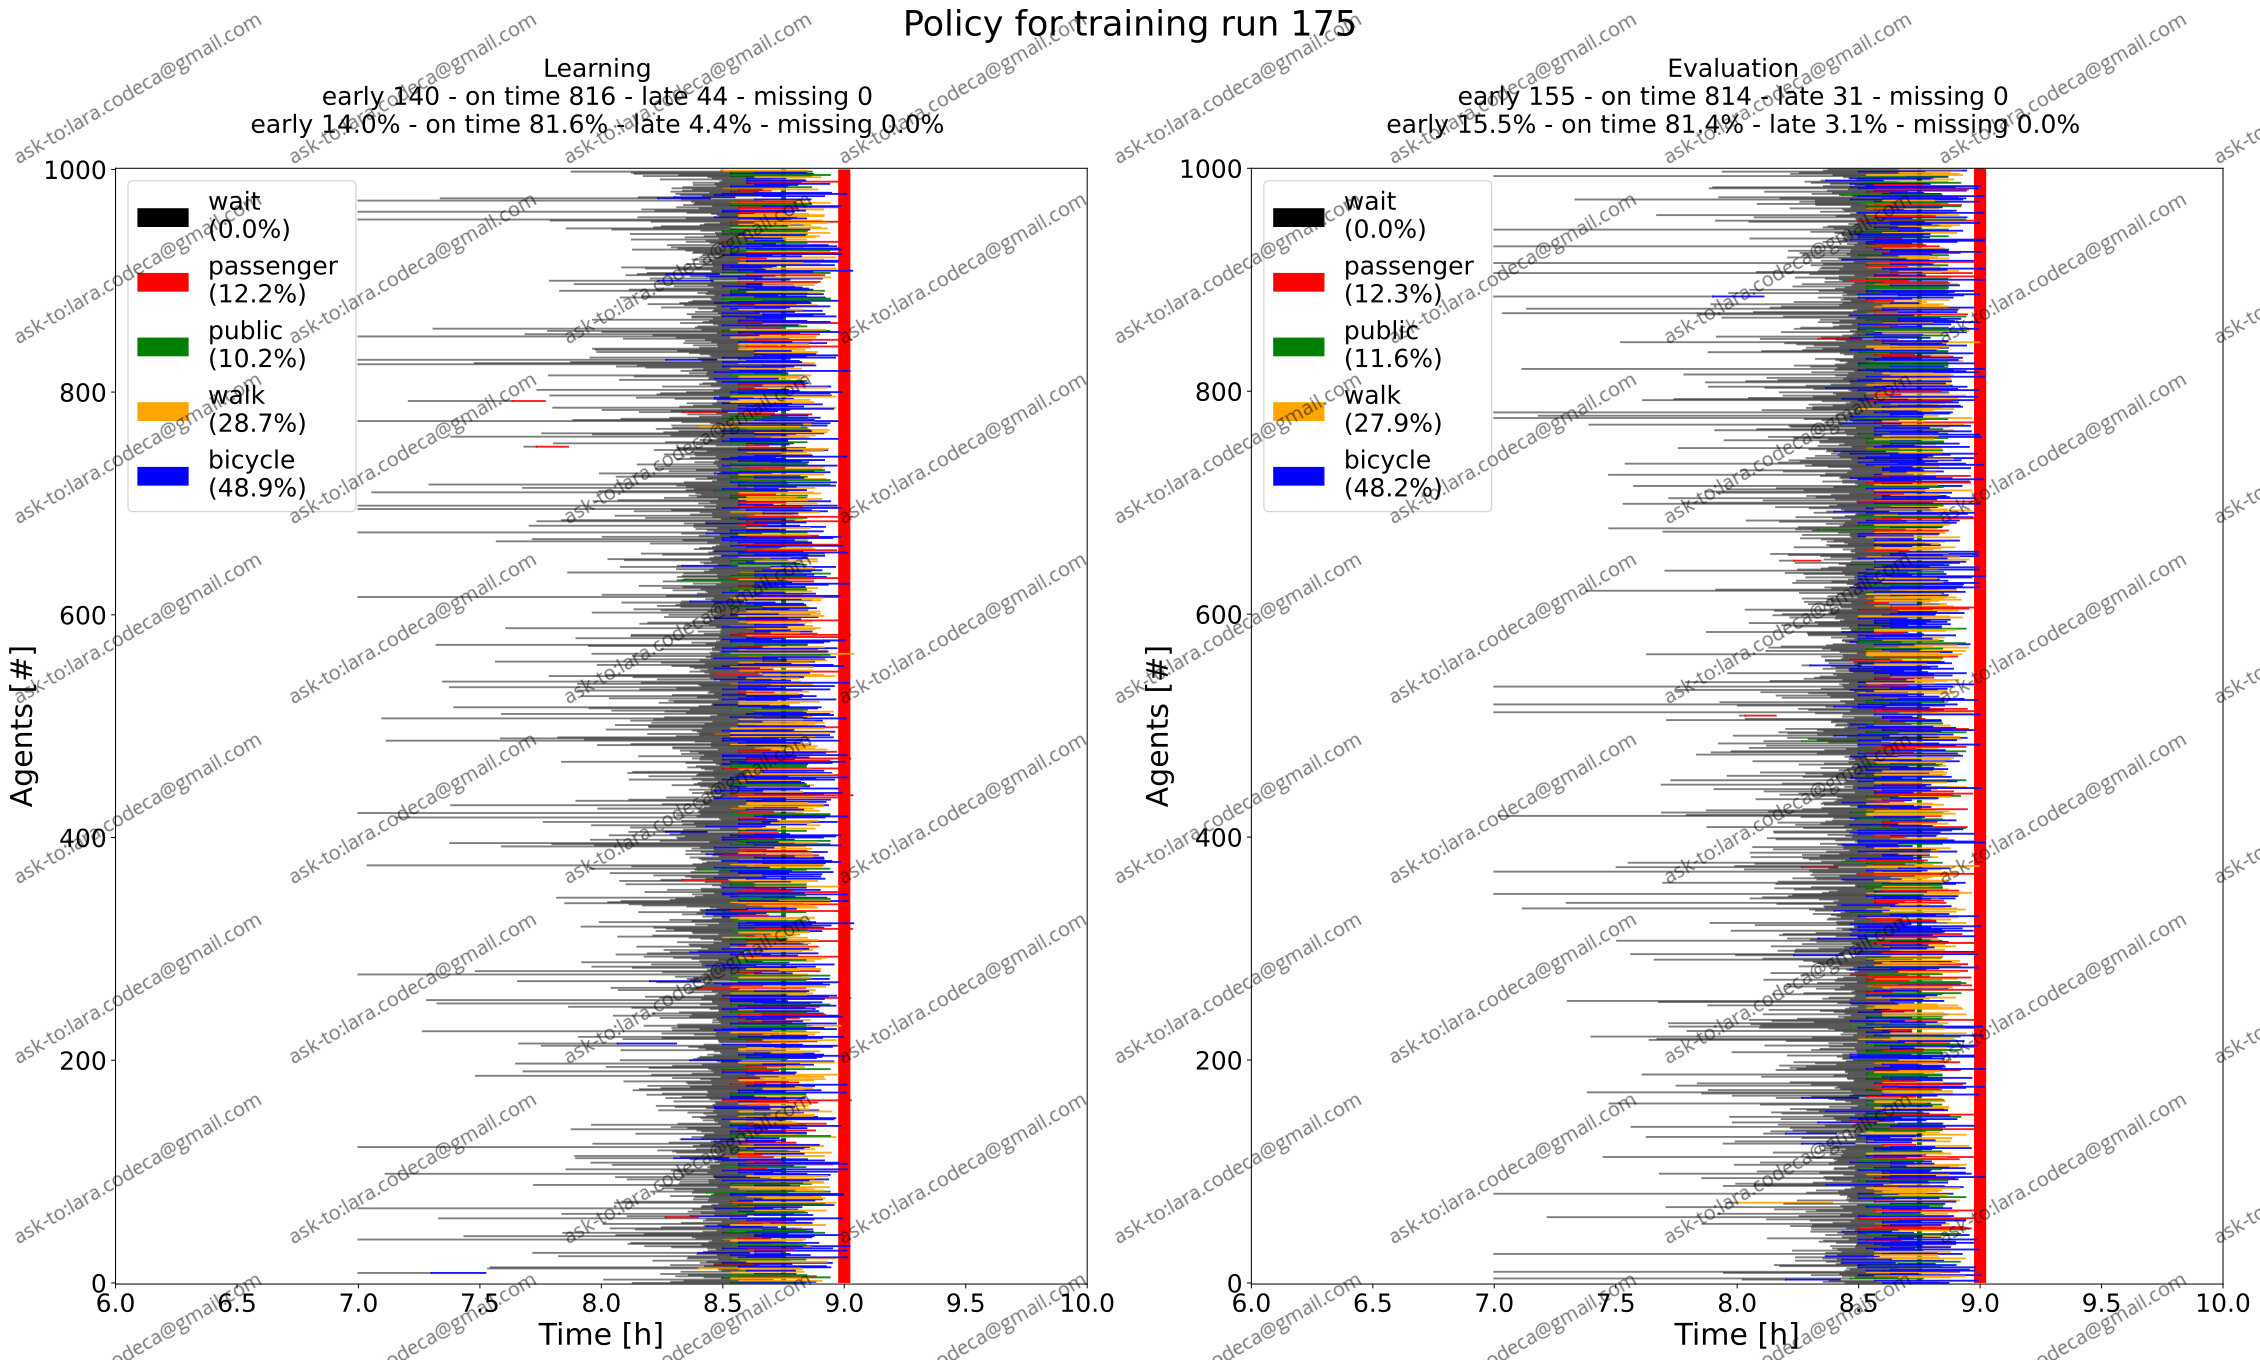 Policy for training run 175
Learning
early 140 - on time 816 - late 44 - missing 0
early 14.0% - on time 81.6% - late 4.4% - missing 0.0%
wait
(0.0%)
passenger
(12.2%)
public
(10.2%)
walk
(28.7%)
bicycle
(48.9%)
Agents [#]
1000
800
600
400
200
0
6.0 6.5 7.0 7.5 8.0 8.5 9.0 9.5 10.0
Time [h]
Evaluation
early 155 - on time 814 - late 31 - missing 0
early 15.5% - on time 81.4% - late 3.1% - missing 0.0%
wait
(0.0%)
passenger
(12.3%)
public
(11.6%)
walk
(27.9%)
bicycle
(48.2%)
Agents [#]
1000
800
600
400
200
0
6.0 6.5 7.0 7.5 8.0 8.5 9.0 9.5 10.0
Time [h]
ask-to:lara.codeca@gmail.com